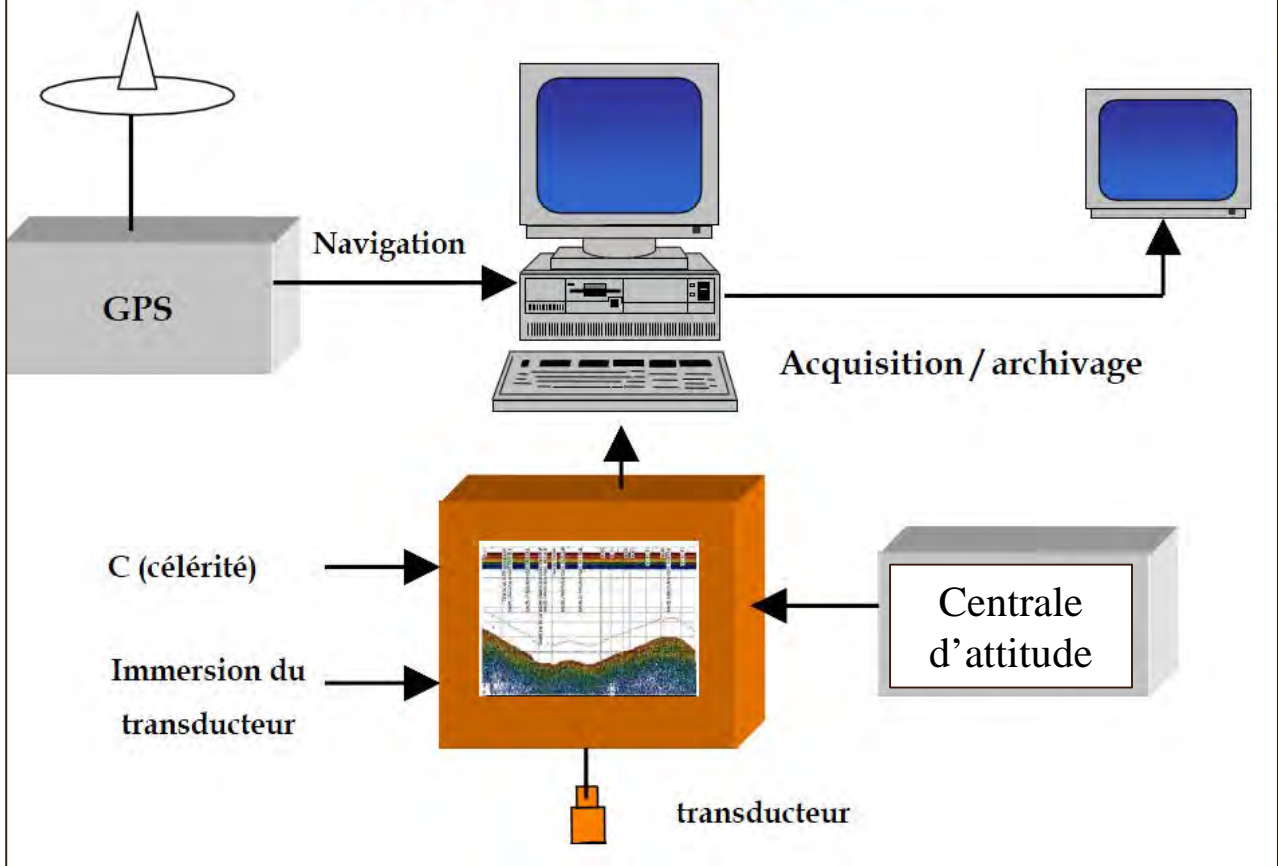 Navigation
GPS
Acquisition / archivage
C (célérité)
Immersion du
transducteur
Centrale
d'attitude
transducteur